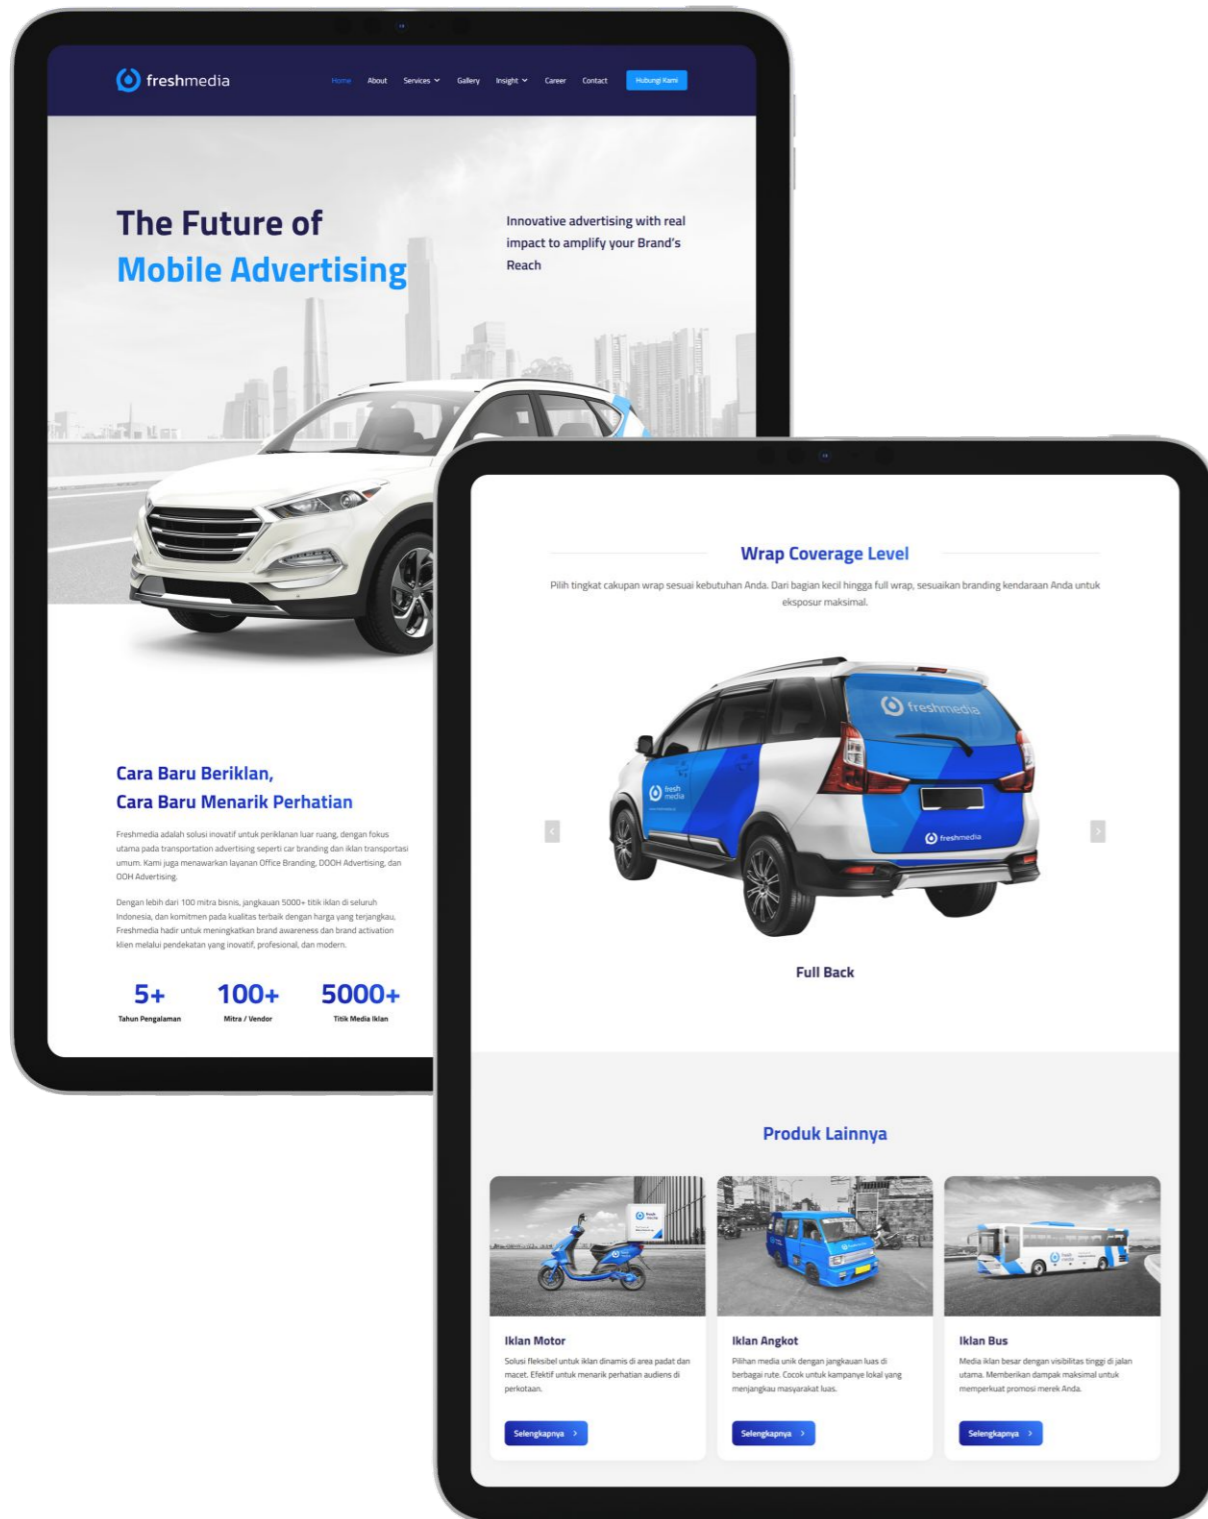 freshmedia
Home About Services Gallery Insight Career Contact Hubungi Kami
The Future of
Mobile Advertising
Innovative advertising with real
impact to amplify your Brand's
Reach
Cara Baru Beriklan,
Cara Baru Menarik Perhatian
Freshmedia adalah solusi inovatif untuk periklanan luar ruang, dengan fokus
utama pada transportation advertising seperti car branding dan iklan transportasi
umum. Kami juga menawarkan layanan Office Branding, DOOH Advertising, dan
OOH Advertising.
Dengan lebih dari 100 mitra bisnis, jangkauan 5000+ titik iklan di seluruh
Indonesia, dan komitmen pada kualitas terbaik dengan harga yang terjangkau,
Freshmedia hadir untuk meningkatkan brand awareness dan brand activation
klien melalui pendekatan yang inovatif, profesional, dan modern.
5+ 100+ 5000+
Tahun Pengalaman Mitra / Vendor Titik Media Iklan
Wrap Coverage Level
Pilih tingkat cakupan wrap sesuai kebutuhan Anda. Dari bagian kecil hingga full wrap, sesuaikan branding kendaraan Anda untuk
eksposur maksimal.
freshmedia
fresh
media
freshmedia
Full Back
Produk Lainnya
fresh
media
freshmedia
fresh
media
Iklan Motor
Solusi fleksibel untuk iklan dinamis di area padat dan
macet. Efektif untuk menarik perhatian audiens di
perkotaan.
Selengkapnya
Iklan Angkot
Pilihan media unik dengan jangkauan luas di
berbagai rute. Cocok untuk kampanye lokal yang
menjangkau masyarakat luas.
Selengkapnya
Iklan Bus
Media iklan besar dengan visibilitas tinggi di jalan
utama. Memberikan dampak maksimal untuk
memperkuat promosi merek Anda.
Selengkapnya